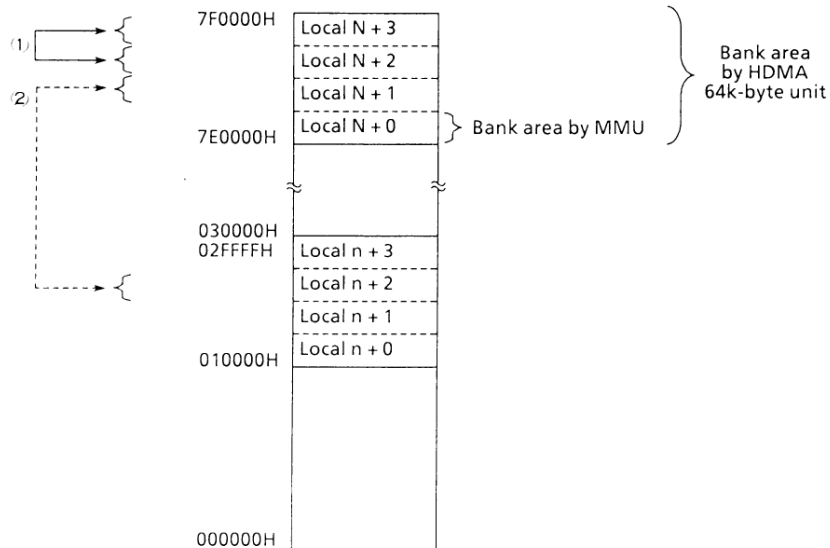 7F0000H
Local N + 3
(1)
Local N + 2
Bank area
by HDMA
64k-byte unit
(2)
Local N + 1
Local N + 0
Bank area by MMU
7E0000H
030000H
02FFFFH
Local n + 3
Local n + 2
Local n + 1
Local n + 0
010000H
000000H